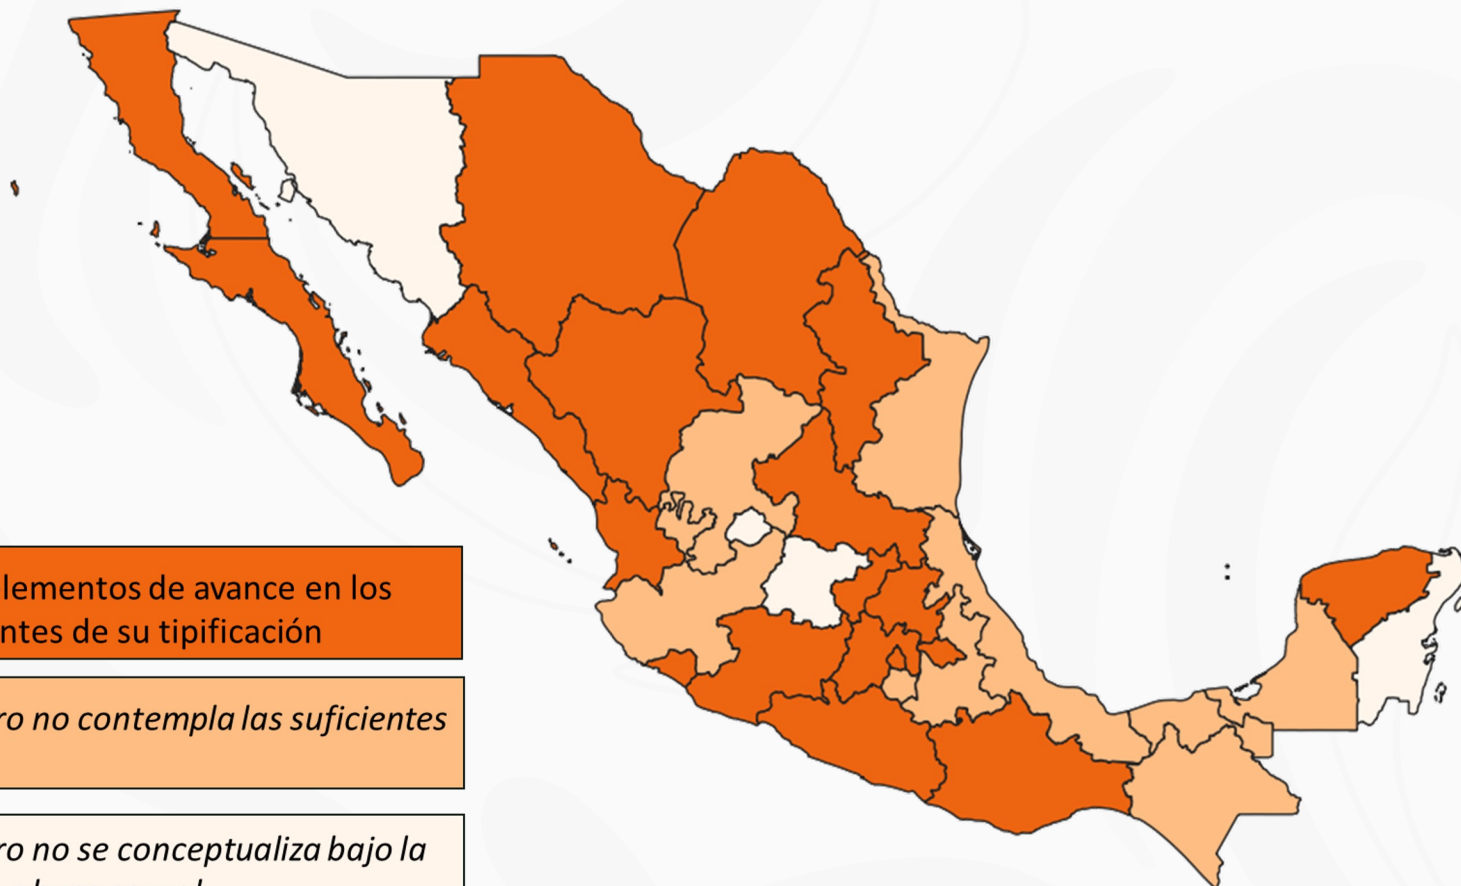 lementos de avance en los
ntes de su tipificación
ro no contempla las suficientes
ro no se conceptualiza bajo la